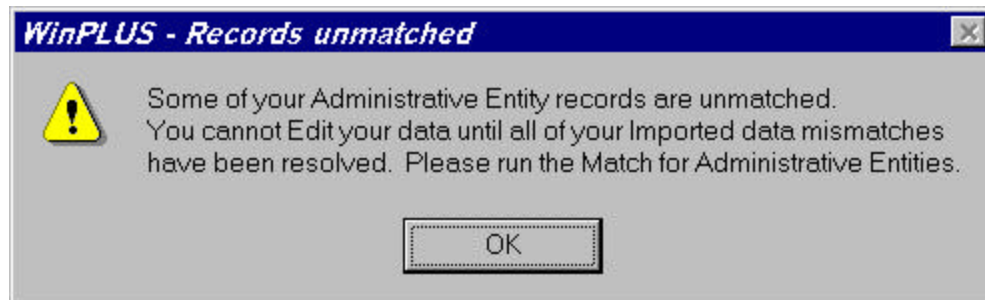 WinPLUS - Records unmatched
Some of your Administrative Entity records are unmatched.
You cannot Edit your data until all of your Imported data mismatches
have been resolved. Please run the Match for Administrative Entities.
OK